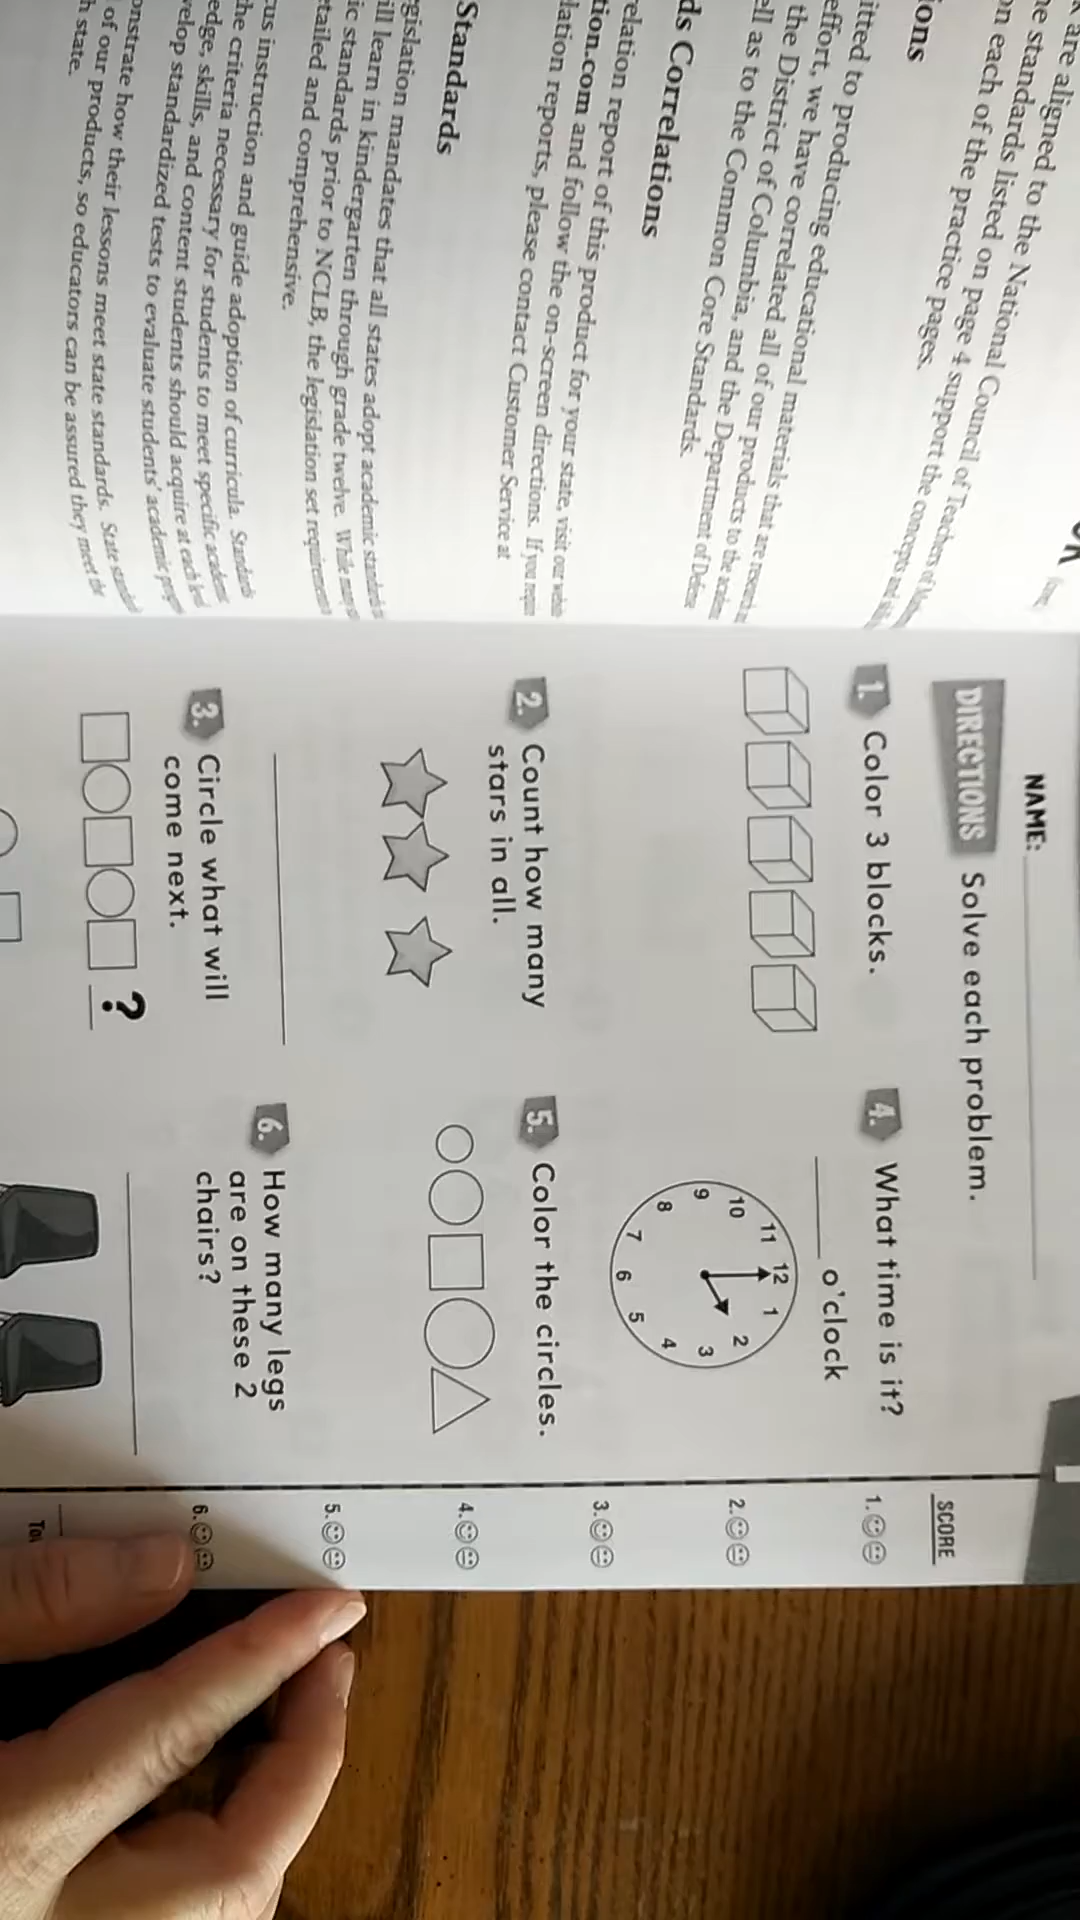 are aligned to the National Council of Teachers of
standards listed on page 4 support the concepts and
on each of the practice pages.
itted to producing educational materials that are
effort, we have correlated all of our products to the
the District of Columbia, and the Department of
ell as to the Common Core Standards.
ds Correlations
elation report of this product for your state, visit our
tion.com and follow the on-screen directions. If you
lation reports, please contact Customer Service at
Standards
gislation mandates that all states adopt academic
ill learn in kindergarten through grade twelve. While
ic standards prior to NCLB, the legislation set requirements
tailed and comprehensive.
cus instruction and guide adoption of curricula. Standards
he criteria necessary for students to meet specific academic
edge, skills, and content students should acquire at each
velop standardized tests to evaluate students' academic
onstrate how their lessons meet state standards. State
of our products, so educators can be assured they meet the
h state.
NAME:
DIRECTIONS Solve each problem.
1. Color 3 blocks.
2. Count how many
stars in all.
3. Circle what will
come next.
?
4. What time is it?
o'clock
12
1
2
3
4
5
6
7
8
9
10
11
5. Color the circles.
6. How many legs
are on these 2
chairs?
SCORE
1.
2.
3.
4.
5.
6.